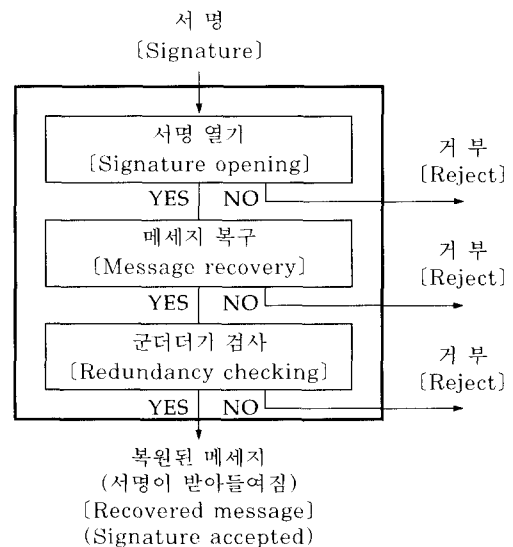 서 명
〔Signature〕
서명 열기
〔Signature opening〕
YES NO
거 부
〔Reject〕
메세지 복구
〔Message recovery〕
YES NO
거 부
〔Reject〕
군더더기 검사
〔Redundancy checking〕
YES NO
거 부
〔Reject〕
복원된 메세지
(서명이 받아들여짐)
〔Recovered message〕
(Signature accepted)